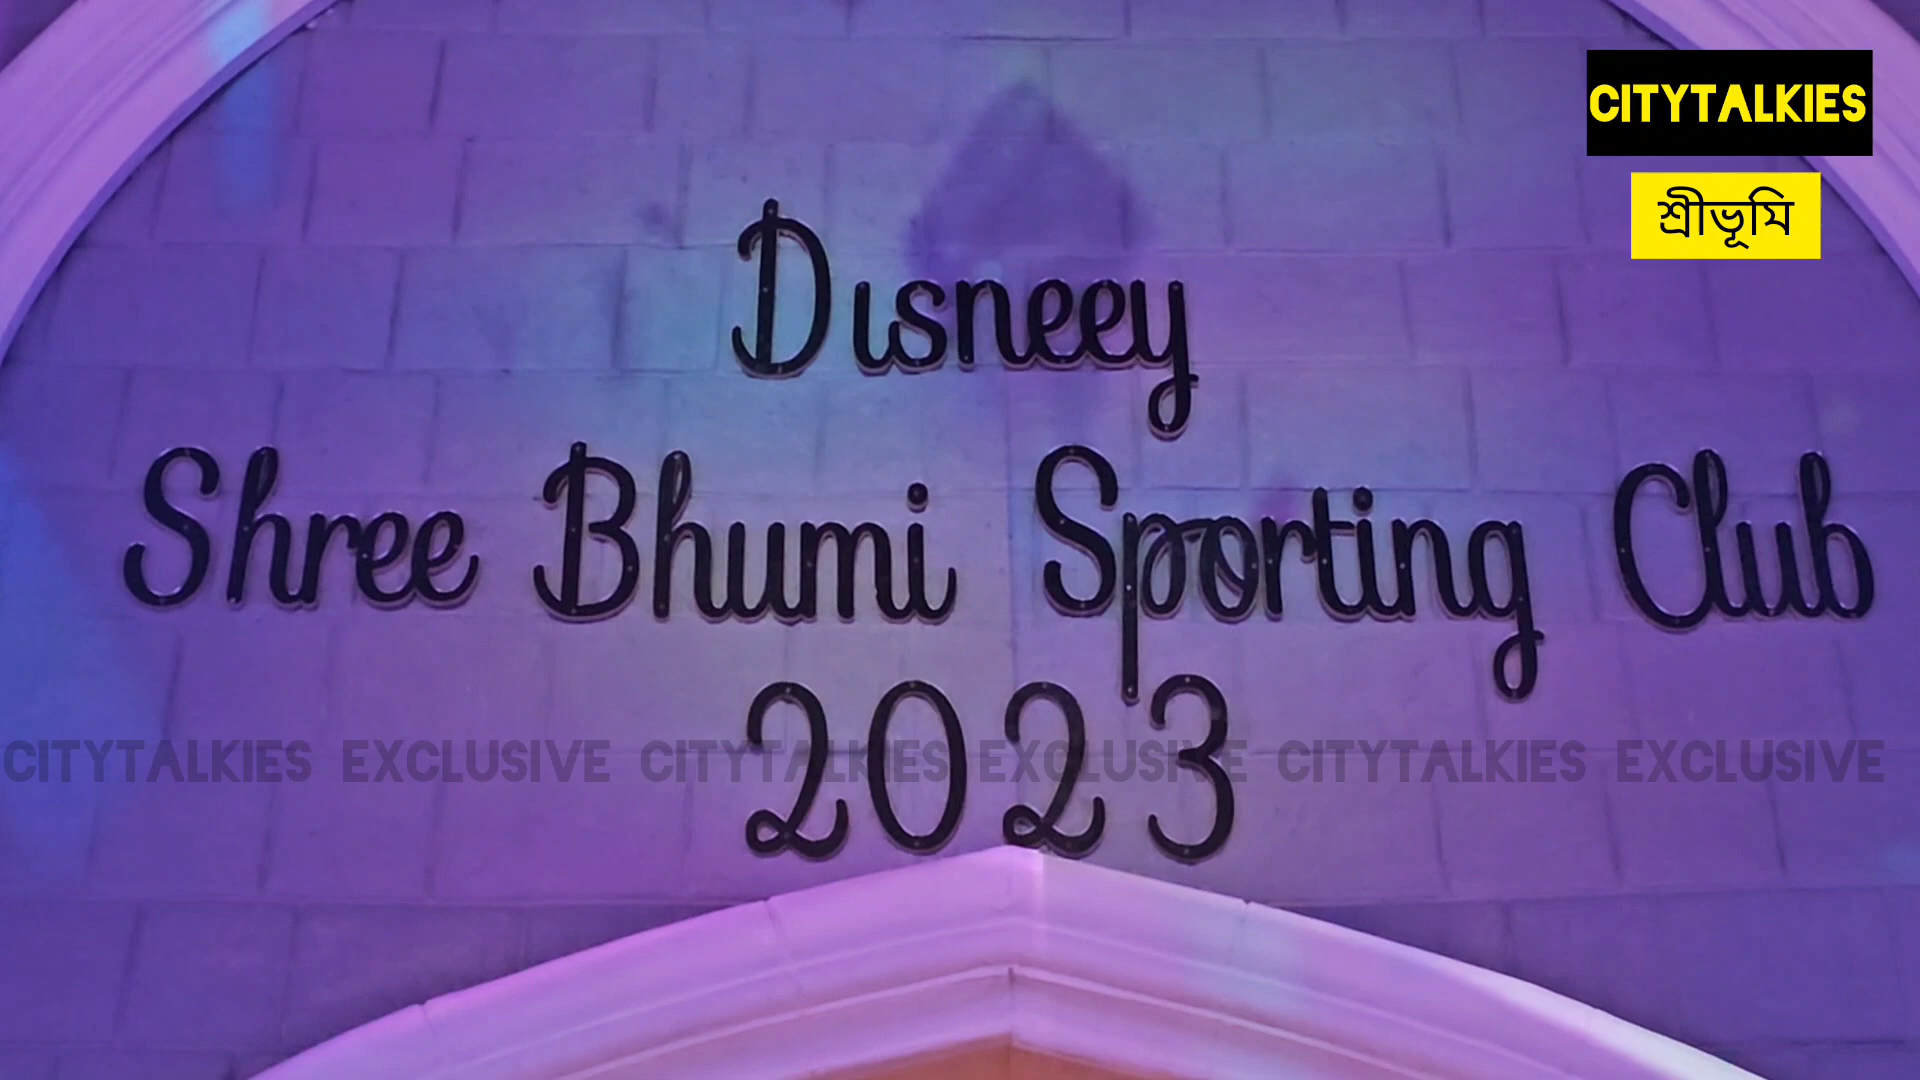 CITYTALKIES
শ্রীভূমি
Disneey
Shree Bhumi Sporting Club
2023
CITYTALKIES EXCLUSIVE CITYTALKIES EXCLUSIVE CITYTALKIES EXCLUSIVE